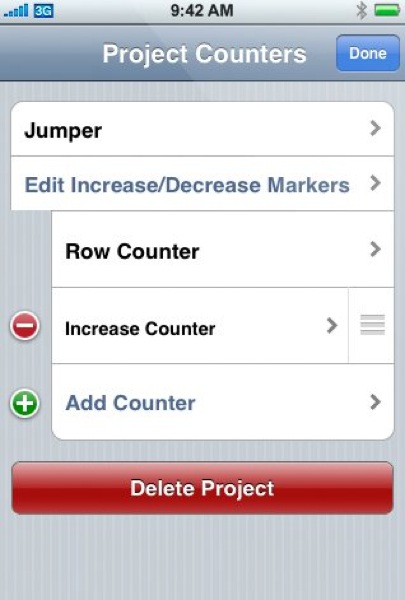 3G 9:42 AM
Project Counters Done
Jumper
Edit Increase/Decrease Markers
Row Counter
Increase Counter
Add Counter
Delete Project